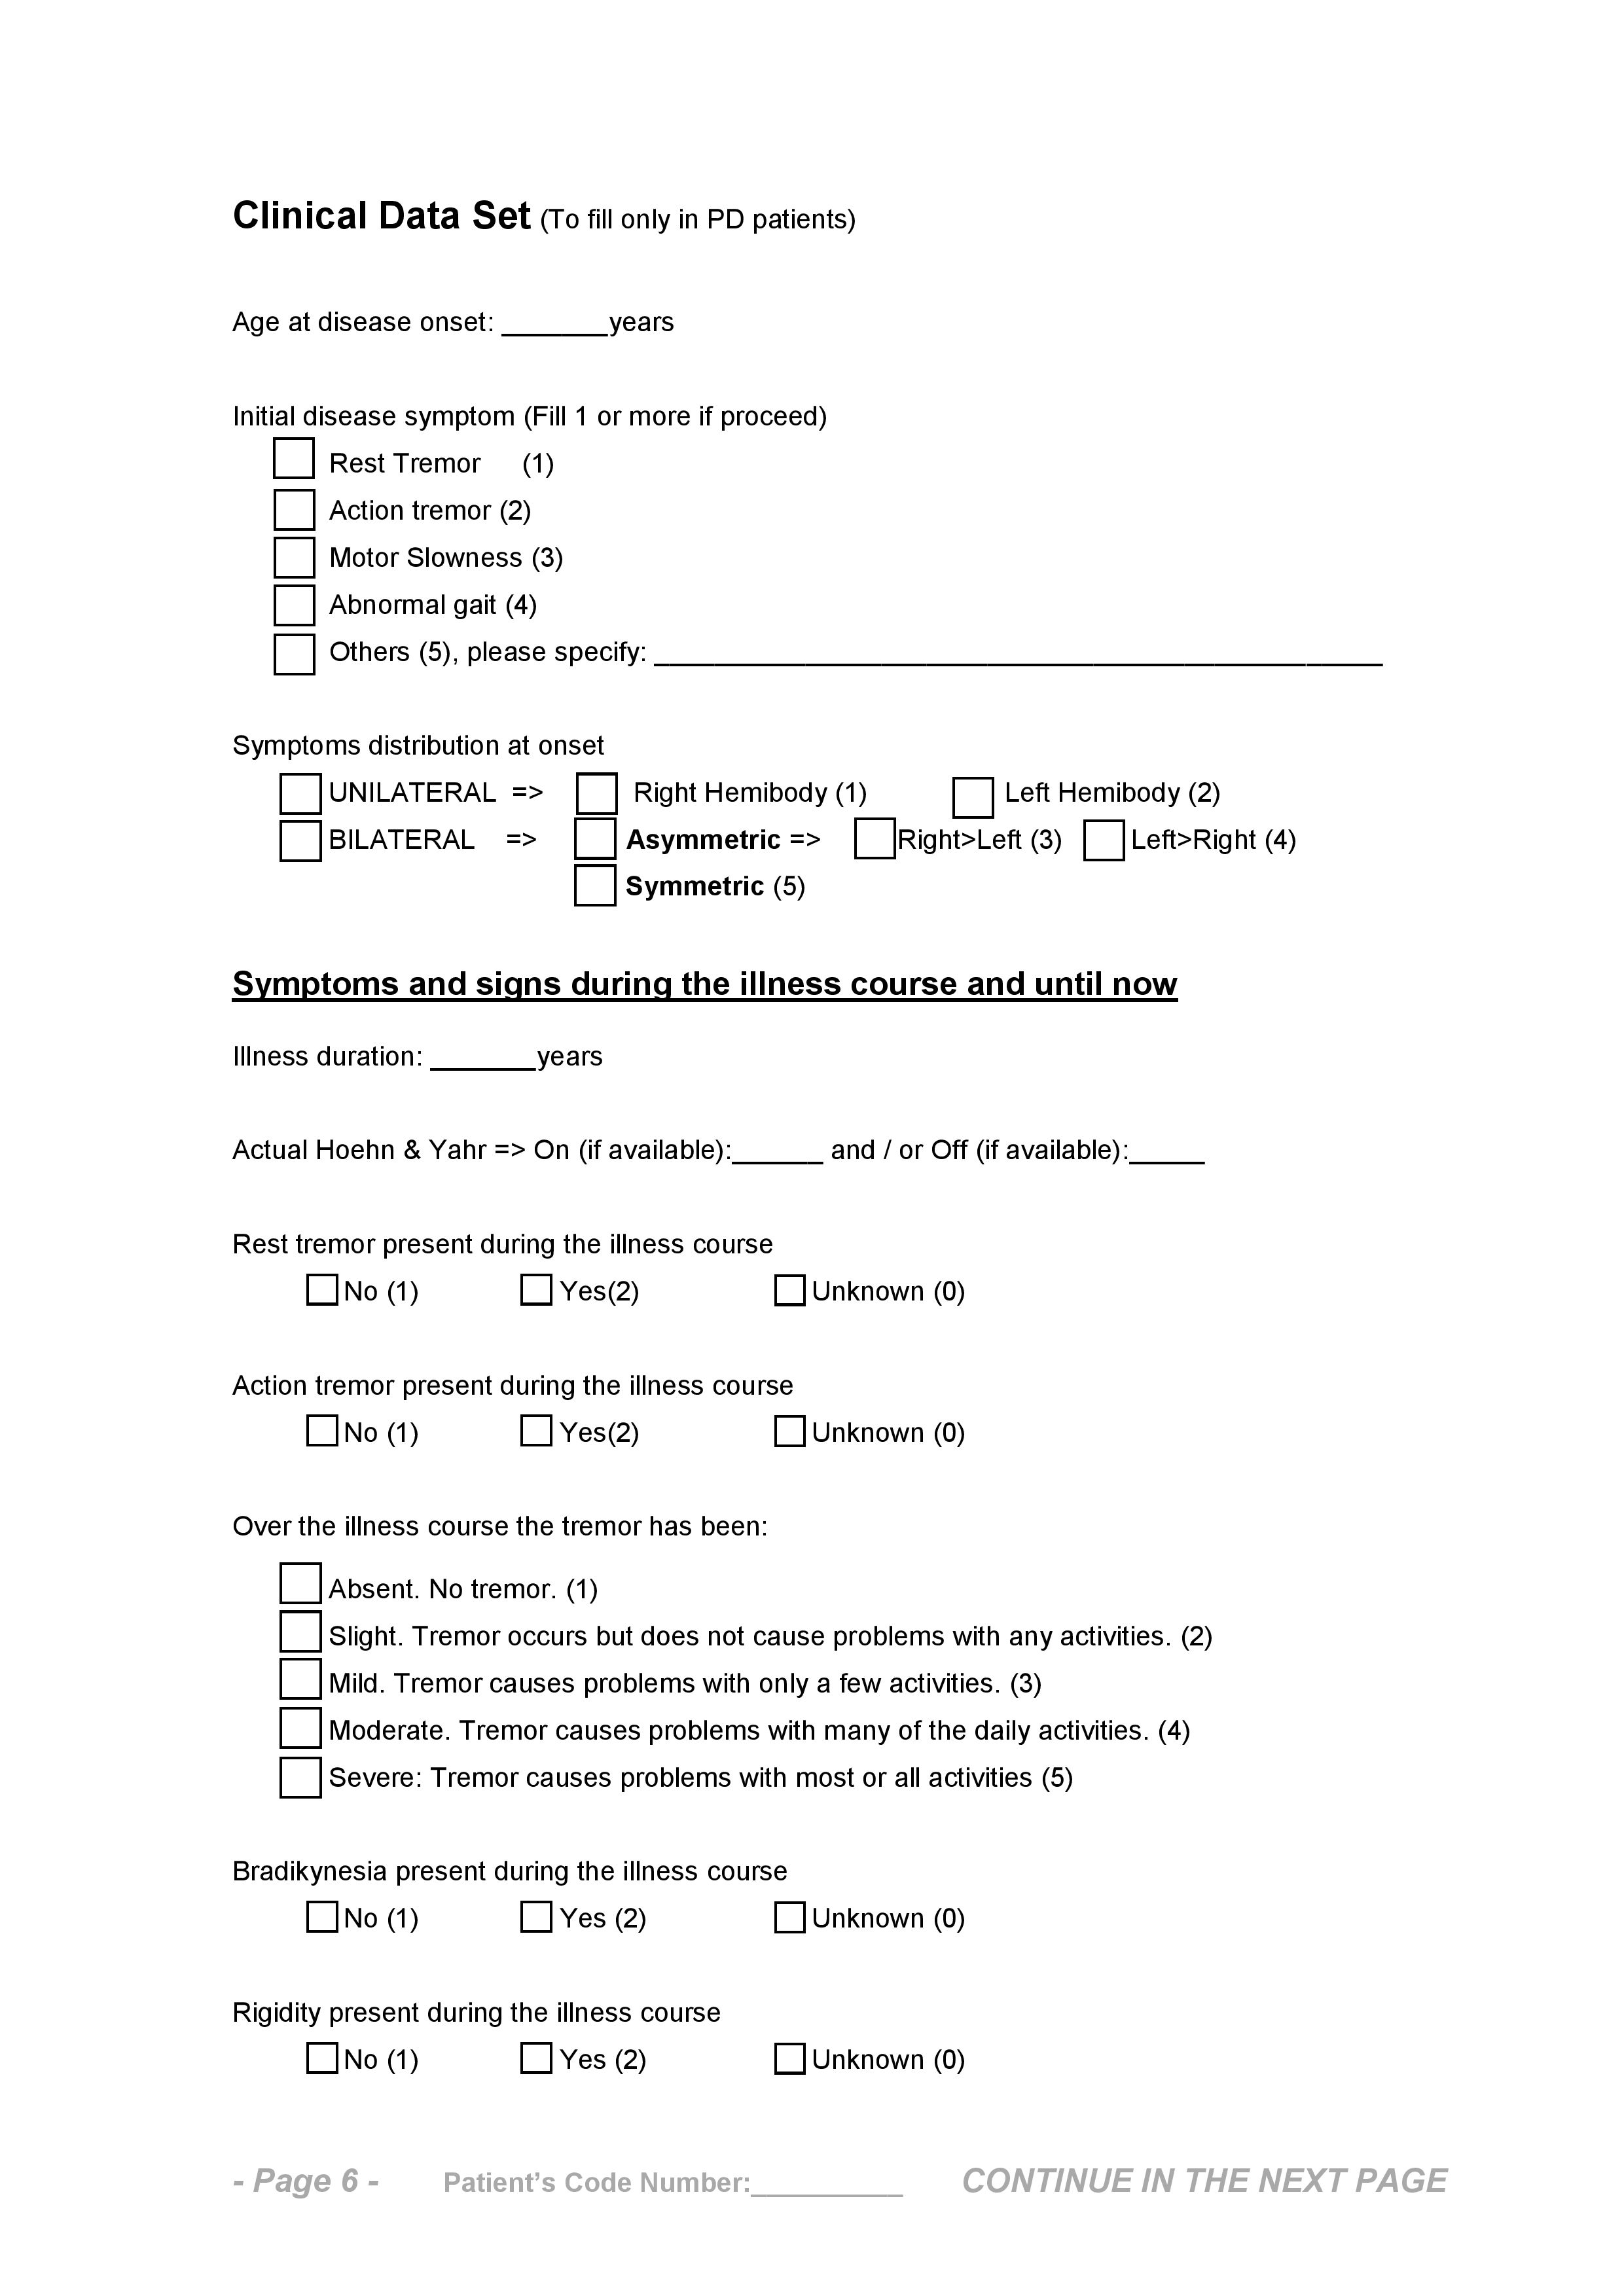 Clinical Data Set (To fill only in PD patients)
Age at disease onset: _______years
Initial disease symptom (Fill 1 or more if proceed)
Rest Tremor (1)
Action tremor (2)
Motor Slowness (3)
Abnormal gait (4)
Others (5), please specify: ________________________________________________
Symptoms distribution at onset
UNILATERAL => Right Hemibody (1) Left Hemibody (2)
BILATERAL => Asymmetric => Right>Left (3) Left>Right (4)
Symmetric (5)
Symptoms and signs during the illness course and until now
Illness duration: _______years
Actual Hoehn & Yahr => On (if available):______ and / or Off (if available):_____
Rest tremor present during the illness course
No (1) Yes(2) Unknown (0)
Action tremor present during the illness course
No (1) Yes(2) Unknown (0)
Over the illness course the tremor has been:
Absent. No tremor. (1)
Slight. Tremor occurs but does not cause problems with any activities. (2)
Mild. Tremor causes problems with only a few activities. (3)
Moderate. Tremor causes problems with many of the daily activities. (4)
Severe: Tremor causes problems with most or all activities (5)
Bradikynesia present during the illness course
No (1) Yes (2) Unknown (0)
Rigidity present during the illness course
No (1) Yes (2) Unknown (0)
- Page 6 - Patient’s Code Number:__________ CONTINUE IN THE NEXT PAGE